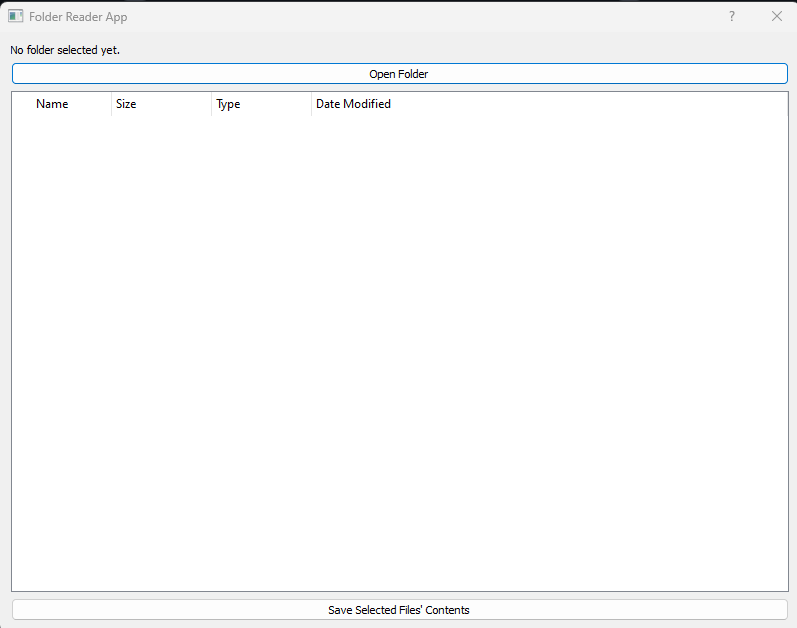 Folder Reader App ?
No folder selected yet.
Open Folder
Name Size Type Date Modified
Save Selected Files' Contents